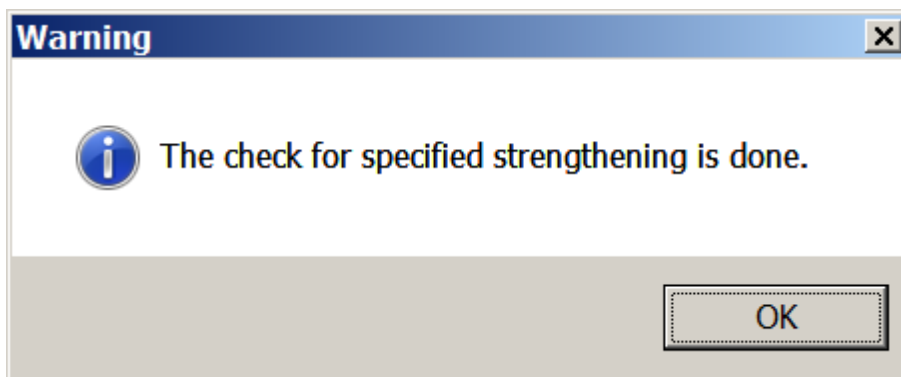 Warning
The check for specified strengthening is done.
OK